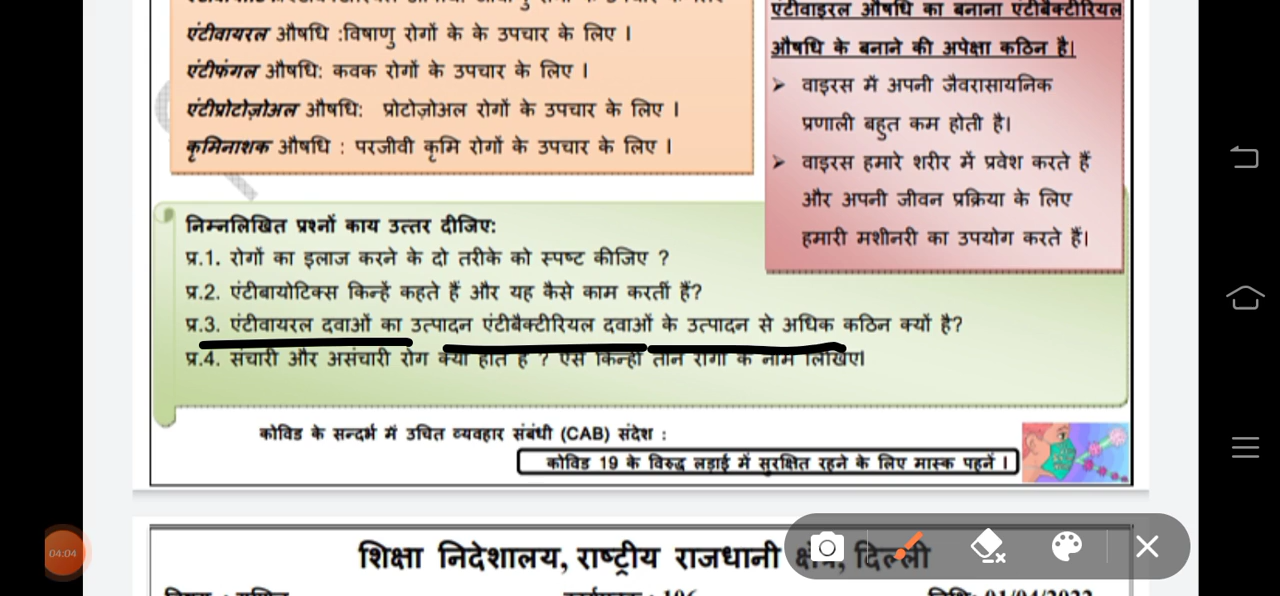 एंटीवायरल औषधि :विषाणु रोगों के के उपचार के लिए ।
एंटीफंगल औषधि: कवक रोगों के उपचार के लिए ।
एंटीप्रोटोज़ोअल औषधि: प्रोटोज़ोअल रोगों के उपचार के लिए ।
कृमिनाशक औषधि : परजीवी कृमि रोगों के उपचार के लिए ।
एंटीवाइरल औषधि का बनाना एंटीबैक्टीरियल
औषधि के बनाने की अपेक्षा कठिन है।
➢ वाइरस में अपनी जैवरासायनिक
प्रणाली बहुत कम होती है।
➢ वाइरस हमारे शरीर में प्रवेश करते हैं
और अपनी जीवन प्रक्रिया के लिए
हमारी मशीनरी का उपयोग करते हैं।
निम्नलिखित प्रश्नों काय उत्तर दीजिए:
प्र.1. रोगों का इलाज करने के दो तरीके को स्पष्ट कीजिए ?
प्र.2. एंटीबायोटिक्स किन्हें कहते हैं और यह कैसे काम करतीं हैं?
प्र.3. एंटीवायरल दवाओं का उत्पादन एंटीबैक्टीरियल दवाओं के उत्पादन से अधिक कठिन क्यों है?
प्र.4. संचारी और असंचारी रोग क्या होते हैं ? ऐसे किन्हीं तीन रोगों के नाम लिखिए।
कोविड के सन्दर्भ में उचित व्यवहार संबंधी (CAB) संदेश :
कोविड 19 के विरुद्ध लड़ाई में सुरक्षित रहने के लिए मास्क पहनें ।
शिक्षा निदेशालय, राष्ट्रीय राजधानी क्षेत्र, दिल्ली
04:04